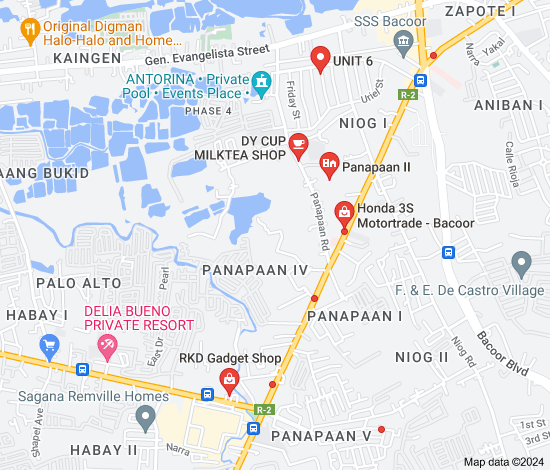 ZAPOTE I
SSS Bacoor
Original Digman
Halo-Halo and Home...
KAINGEN
Gen. Evangelista Street
UNIT 6
Narra
Yakal
ANTORINA • Private
Pool • Events Place •
Friday St
Urier St
R-2
ANIBAN I
PHASE 4
NIOG I
DY CUP
MILKTEA SHOP
Panapaan II
Calle Rioja
AANG BUKID
Panapaan Rd
Honda 3S
Motortrade - Bacoor
PANAPAAN IV
PALO ALTO
Pearl
F. & E. De Castro Village
HABAY I
DELIA BUENO
PRIVATE RESORT
PANAPAAN I
East Dr
RKD Gadget Shop
NIOG II
Niog Rd
Bacoor Blvd
Sagana Remville Homes
R-2
Shapel Ave
HABAY II
Narra
PANAPAAN V
1st St
3rd St
Map data ©2024